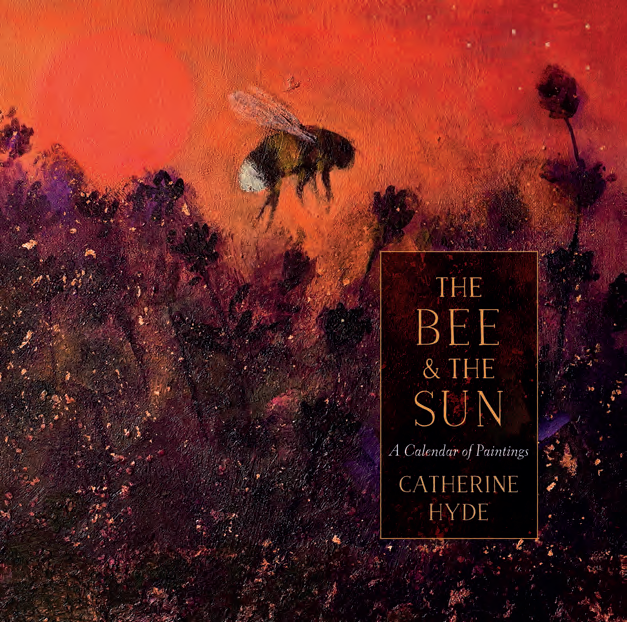 THE
BEE
& THE
SUN
A Calendar of Paintings
CATHERINE
HYDE